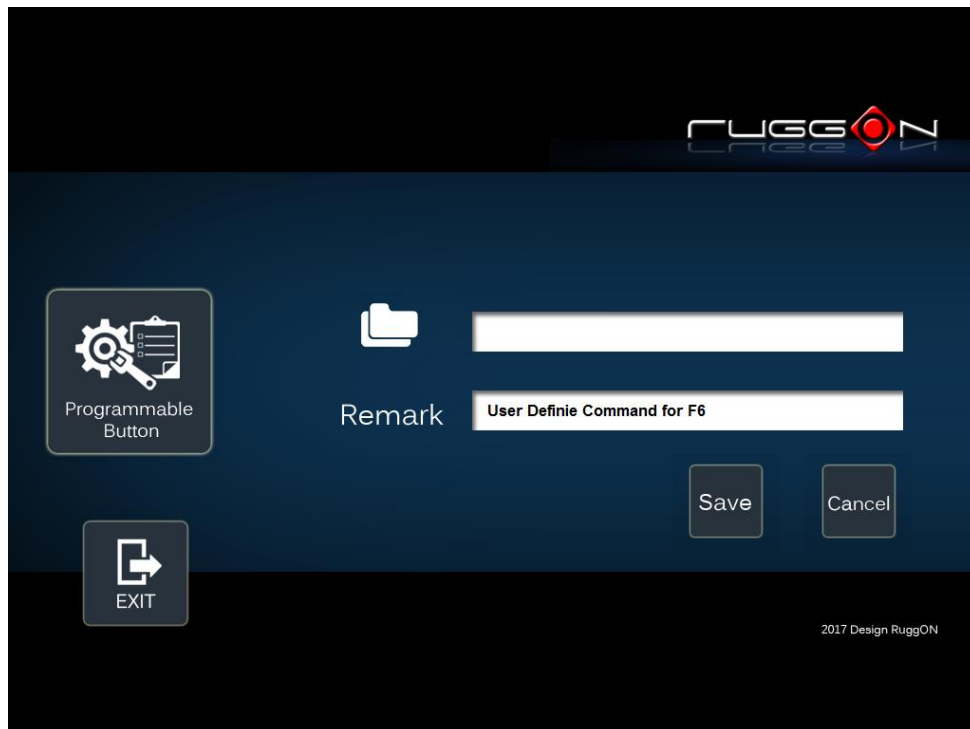 ruggON
Programmable
Button
Remark
User Definie Command for F6
Save
Cancel
EXIT
2017 Design RuggON